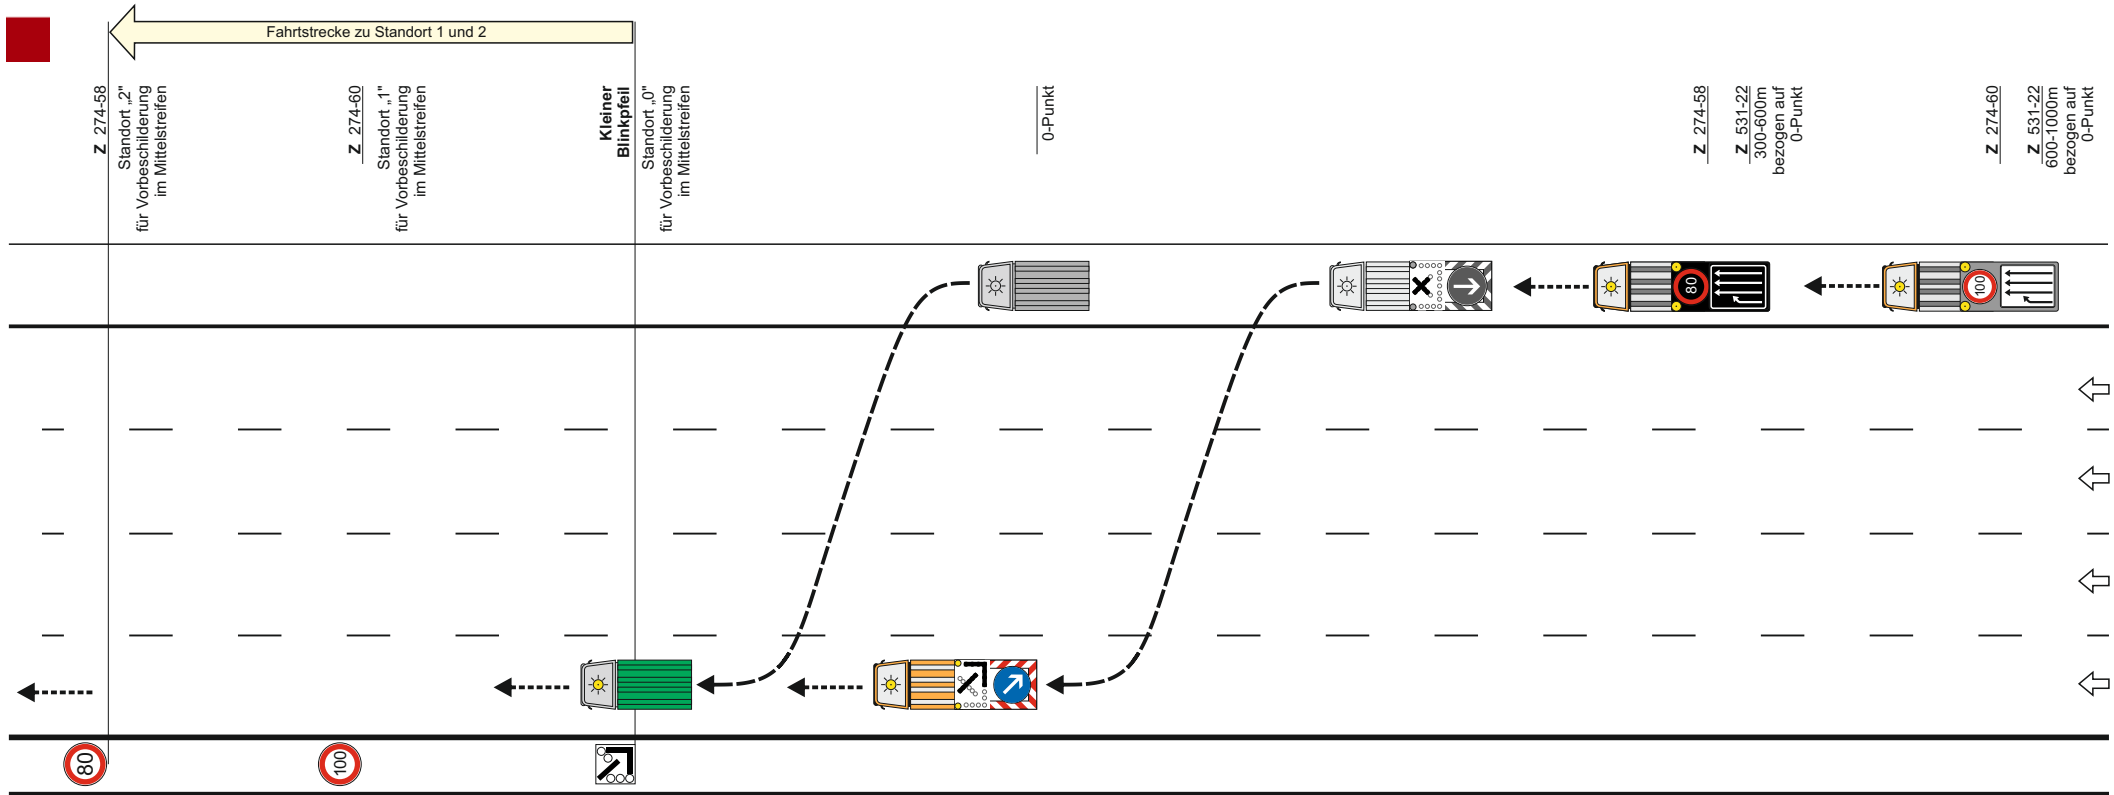 Fahrtstrecke zu Standort 1 und 2
Z 274-58
Standort „2"
für Vorbeschilderung
im Mittelstreifen
Z 274-60
Standort „1"
für Vorbeschilderung
im Mittelstreifen
Kleiner
Blinkpfeil
Standort „0"
für Vorbeschilderung
im Mittelstreifen
0-Punkt
Z 274-58
Z 531-22
300-600m
bezogen auf
0-Punkt
Z 274-60
Z 531-22
600-1000m
bezogen auf
0-Punkt
80
100
80
100